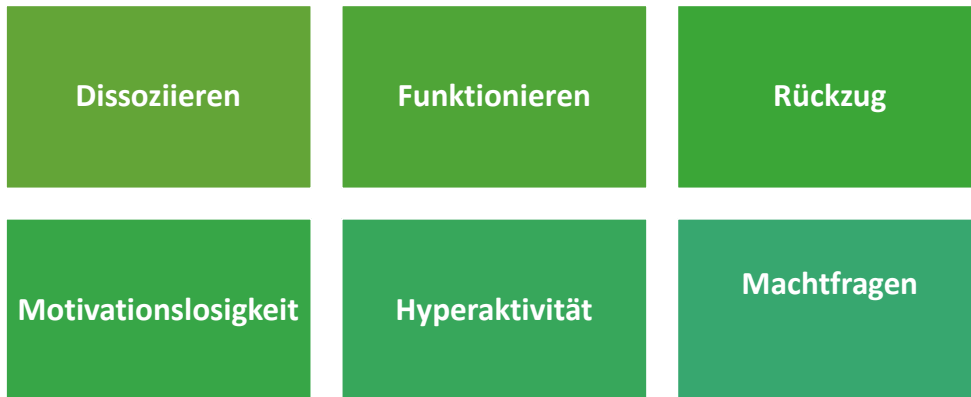 Dissoziieren
Funktionieren
Rückzug
Motivationslosigkeit
Hyperaktivität
Machtfragen